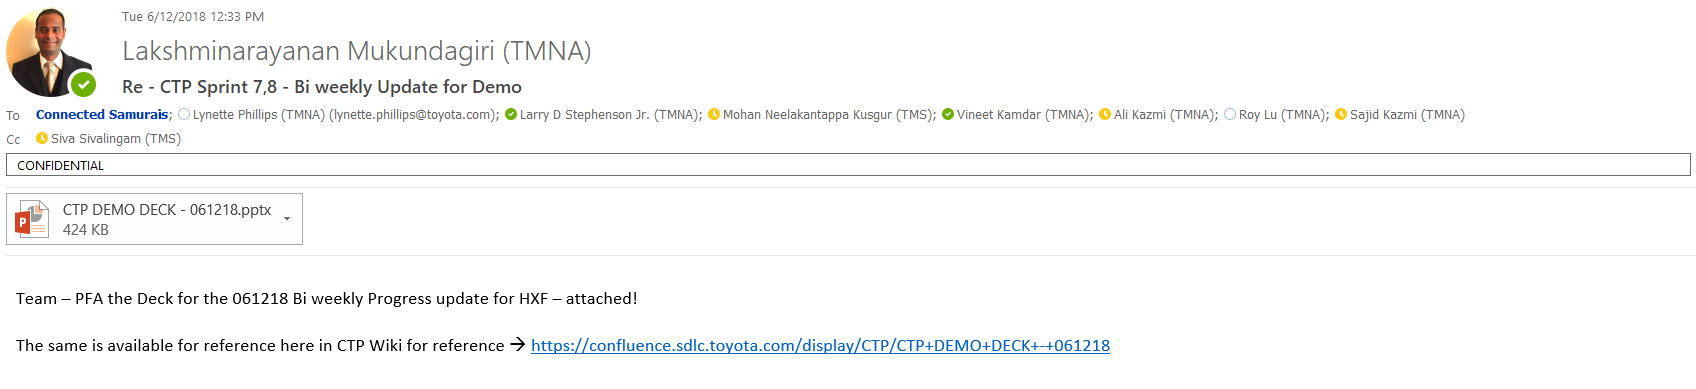 Tue 6/12/2018 12:33 PM
Lakshminarayanan Mukundagiri (TMNA)
Re - CTP Sprint 7,8 - Bi weekly Update for Demo
To Connected Samurais; Lynette Phillips (TMNA) (lynette.phillips@toyota.com); Larry D Stephenson Jr. (TMNA); Mohan Neelakantappa Kusgur (TMS); Vineet Kamdar (TMNA); Ali Kazmi (TMNA); Roy Lu (TMNA); Sajid Kazmi (TMNA)
Cc Siva Sivalingam (TMS)
CONFIDENTIAL
P CTP DEMO DECK - 061218.pptx
424 KB
Team – PFA the Deck for the 061218 Bi weekly Progress update for HXF – attached!
The same is available for reference here in CTP Wiki for reference → https://confluence.sdlc.toyota.com/display/CTP/CTP+DEMO+DECK+-+061218